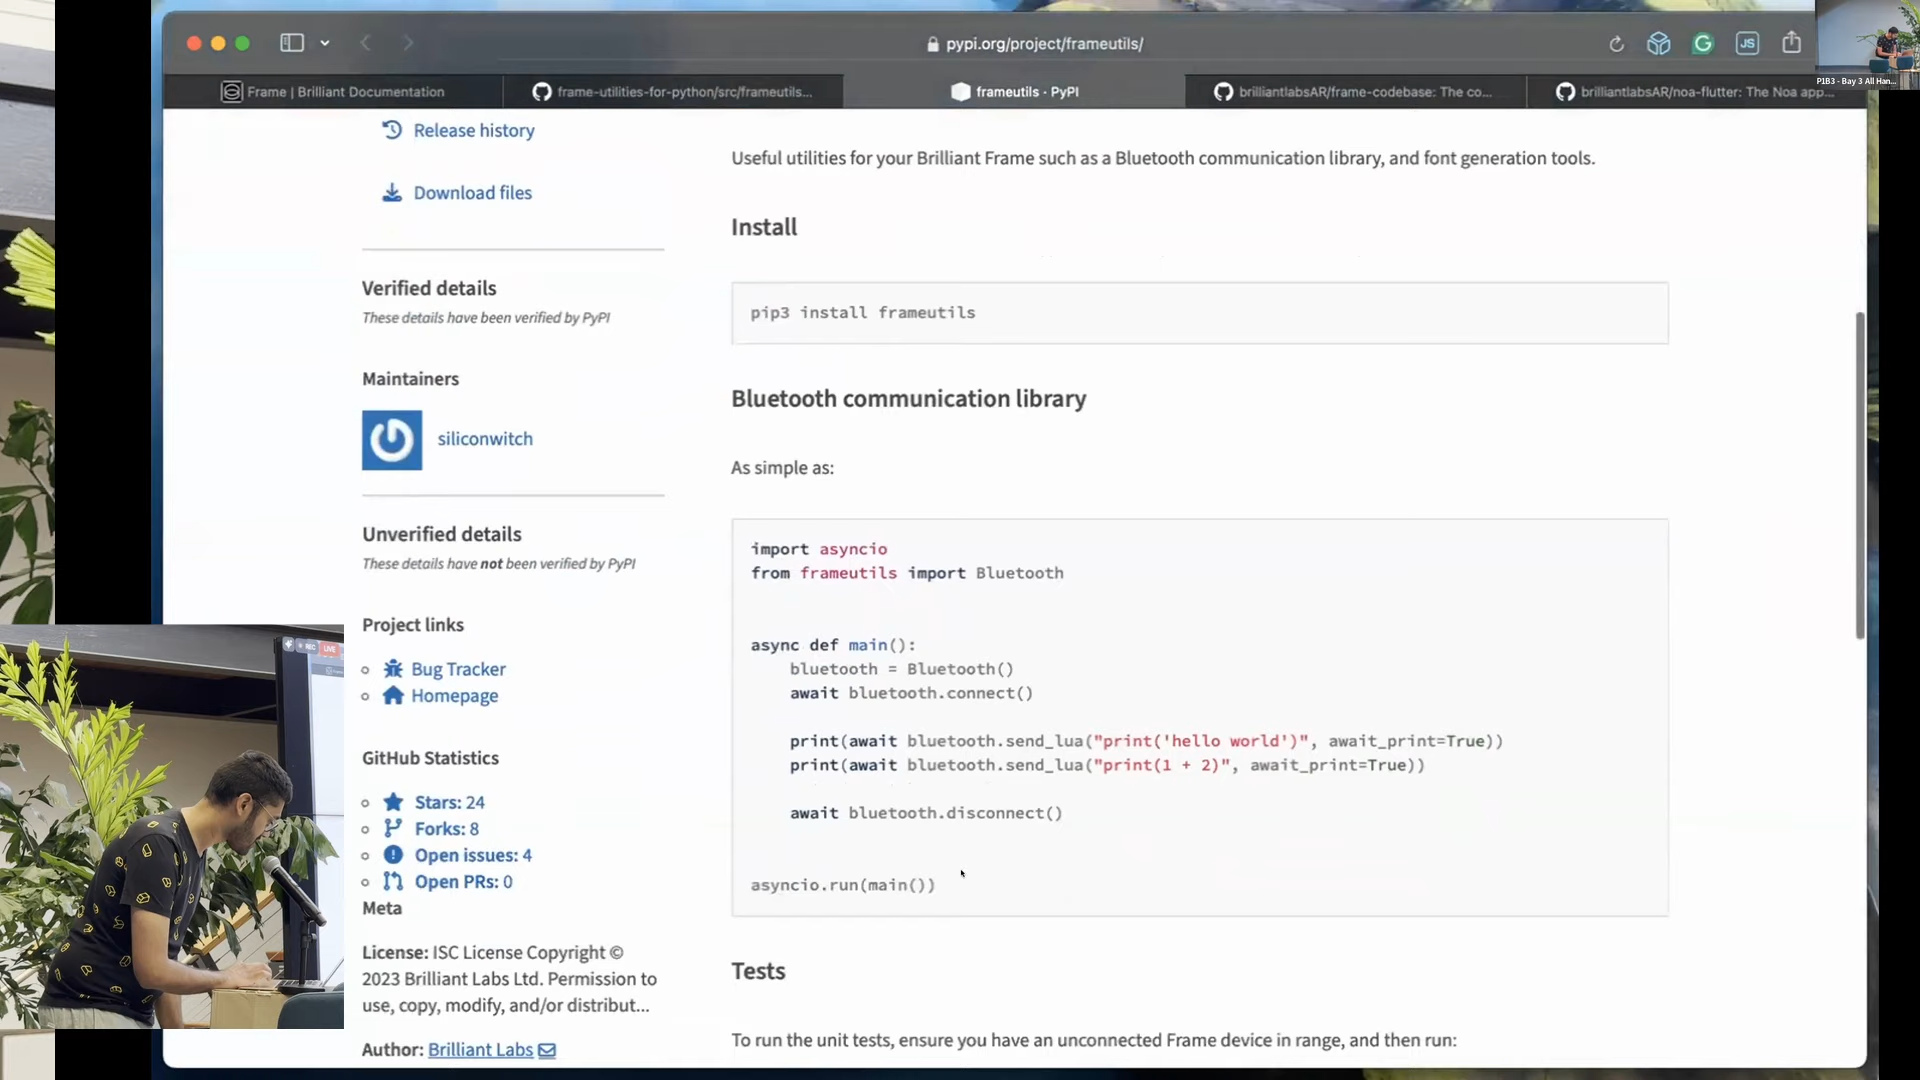 pypi.org/project/frameutils/
JS
P1B3 - Bay 3 All Han...
Frame | Brilliant Documentation
frame-utilities-for-python/src/frameutils...
frameutils · PyPI
brilliantlabsAR/frame-codebase: The co...
brilliantlabsAR/noa-flutter: The Noa app...
Release history
Download files
Verified details
These details have been verified by PyPI
Maintainers
siliconwitch
Unverified details
These details have not been verified by PyPI
Project links
Bug Tracker
Homepage
GitHub Statistics
Stars: 24
Forks: 8
Open issues: 4
Open PRs: 0
Meta
License: ISC License Copyright ©
2023 Brilliant Labs Ltd. Permission to
use, copy, modify, and/or distribut...
Author: Brilliant Labs
Useful utilities for your Brilliant Frame such as a Bluetooth communication library, and font generation tools.
Install
pip3 install frameutils
Bluetooth communication library
As simple as:
import asyncio
from frameutils import Bluetooth
async def main():
bluetooth = Bluetooth()
await bluetooth.connect()
print(await bluetooth.send_lua("print('hello world')", await_print=True))
print(await bluetooth.send_lua("print(1 + 2)", await_print=True))
await bluetooth.disconnect()
asyncio.run(main())
Tests
To run the unit tests, ensure you have an unconnected Frame device in range, and then run:
REC
LIVE